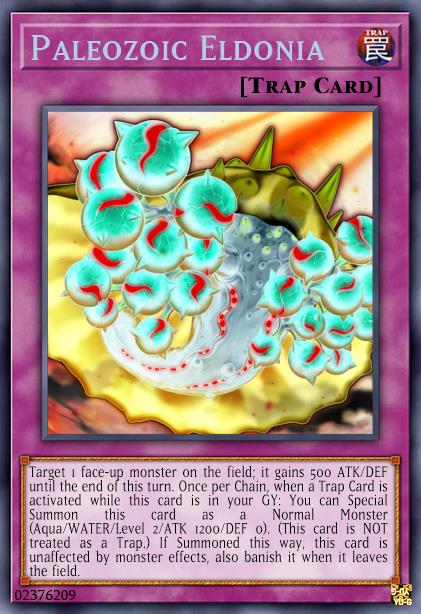 PALEOZOIC ELDONIA
TRAP
罠
[TRAP CARD]
Target 1 face-up monster on the field; it gains 500 ATK/DEF
until the end of this turn. Once per Chain, when a Trap Card is
activated while this card is in your GY: You can Special
Summon this card as a Normal Monster
(Aqua/WATER/Level 2/ATK 1200/DEF 0). (This card is NOT
treated as a Trap.) If Summoned this way, this card is
unaffected by monster effects, also banish it when it leaves
the field.
02376209